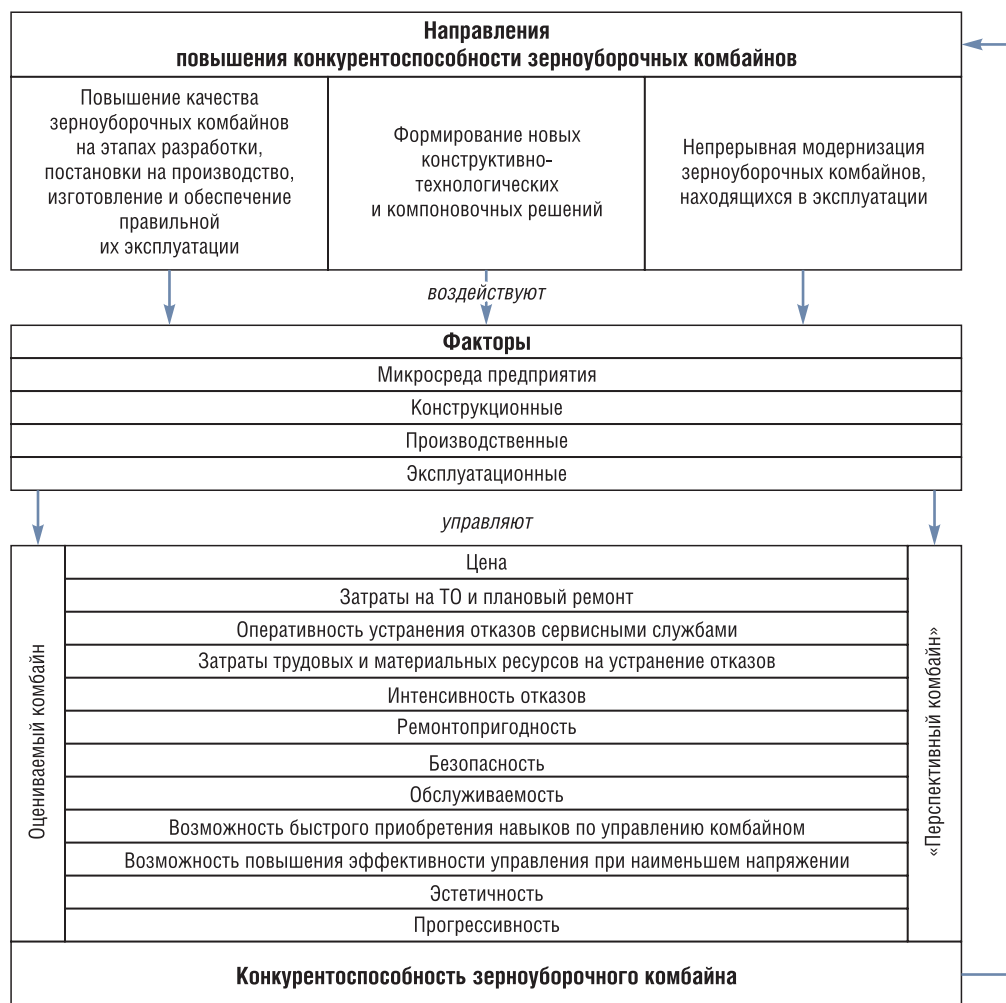 Направления
повышения конкурентоспособности зерноуборочных комбайнов
Повышение качества
зерноуборочных комбайнов
на этапах разработки,
постановки на производство,
изготовление и обеспечение
правильной
их эксплуатации
Формирование новых
конструктивно-
технологических
и компоновочных решений
Непрерывная модернизация
зерноуборочных комбайнов,
находящихся в эксплуатации
воздействуют
Факторы
Микросреда предприятия
Конструкционные
Производственные
Эксплуатационные
управляют
Оцениваемый комбайн
Цена
Затраты на ТО и плановый ремонт
Оперативность устранения отказов сервисными службами
Затраты трудовых и материальных ресурсов на устранение отказов
Интенсивность отказов
Ремонтопригодность
Безопасность
Обслуживаемость
Возможность быстрого приобретения навыков по управлению комбайном
Возможность повышения эффективности управления при наименьшем напряжении
Эстетичность
Прогрессивность
«Перспективный комбайн»
Конкурентоспособность зерноуборочного комбайна